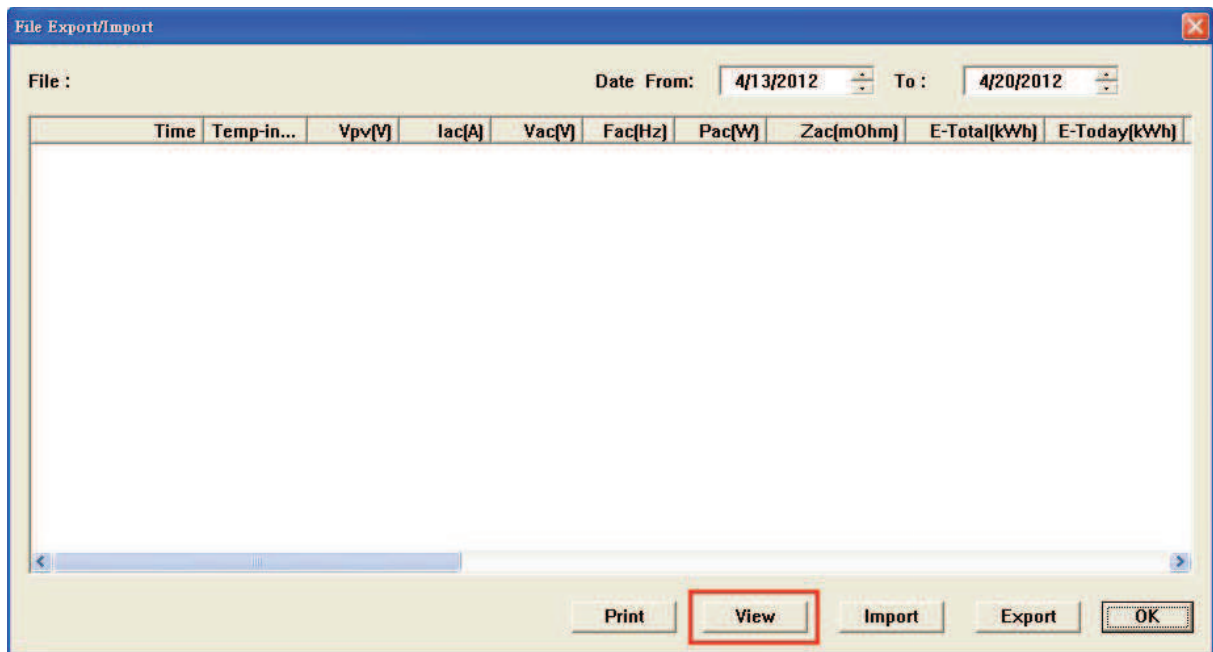 File Export/Import
File : Date From: 4/13/2012 To : 4/20/2012
Time Temp-in... Vpv(V) Iac(A) Vac(V) Fac(Hz) Pac(W) Zac(mOhm) E-Total(kWh) E-Today(kWh)
Print View Import Export OK